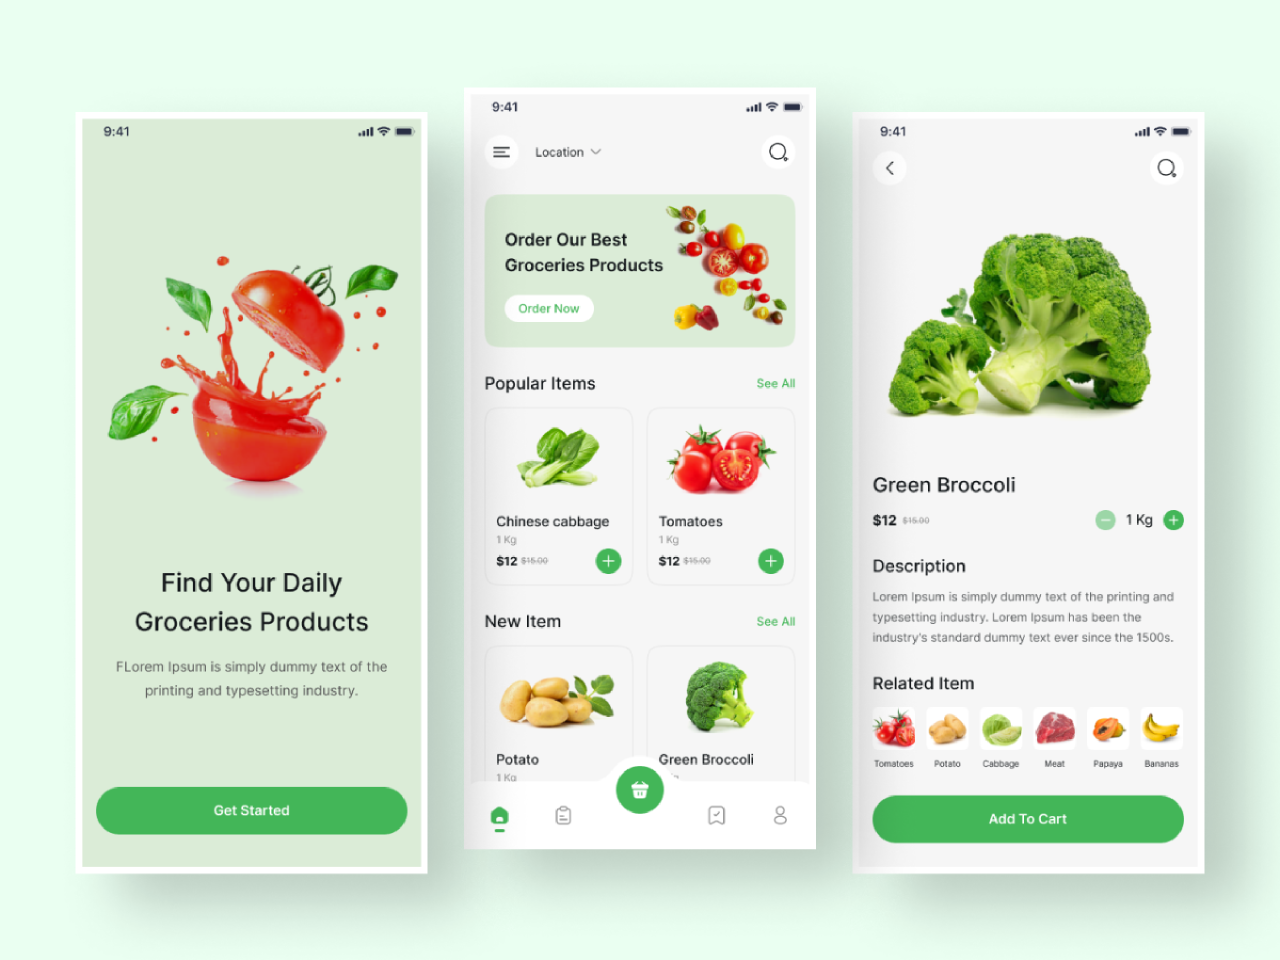 9:41
Find Your Daily
Groceries Products
FLorem Ipsum is simply dummy text of the
printing and typesetting industry.
Get Started
9:41
Location
Order Our Best
Groceries Products
Order Now
Popular Items
See All
Chinese cabbage
1 Kg
$12 $15.00
Tomatoes
1 Kg
$12 $15.00
New Item
See All
Potato
1 Kg
Green Broccoli
9:41
Green Broccoli
$12 $15.00
1 Kg
Description
Lorem Ipsum is simply dummy text of the printing and
typesetting industry. Lorem Ipsum has been the
industry's standard dummy text ever since the 1500s.
Related Item
Tomatoes
Potato
Cabbage
Meat
Papaya
Bananas
Add To Cart